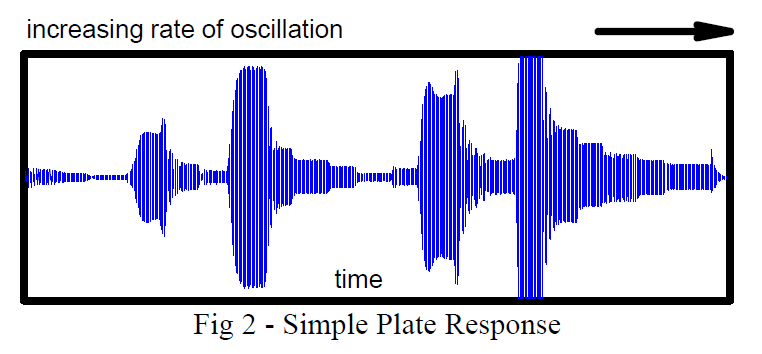 increasing rate of oscillation
time
Fig 2 - Simple Plate Response